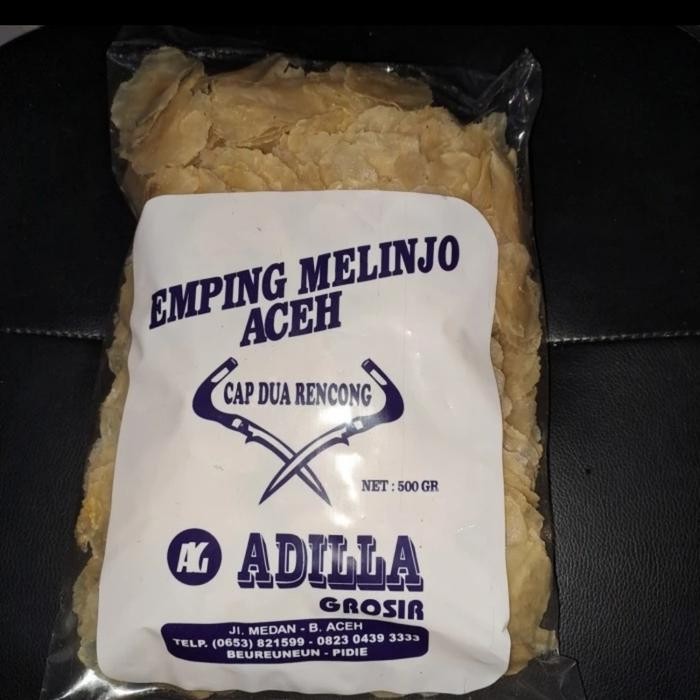 EMPING MELINJO
ACEH
CAP DUA RENCONG
NET : 500 GR
AG ADILLA
GROSIR
Jl. MEDAN - B. ACEH
TELP. (0653) 821599 - 0823 0439 3333
BEUREUNEUN - PIDIE